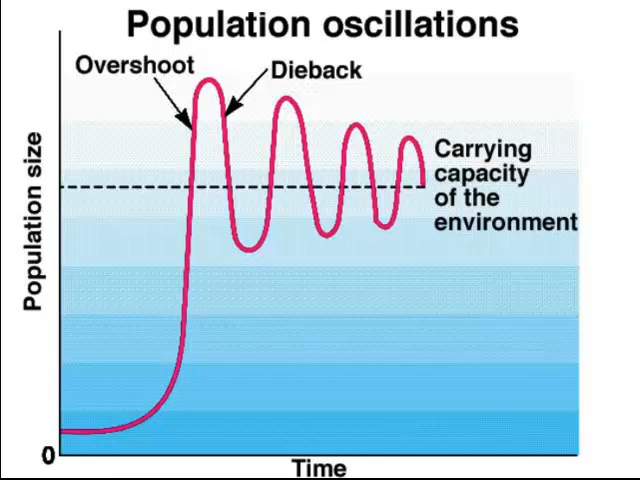 Population oscillations
Overshoot
Dieback
Carrying
capacity
of the
environment
Population size
0
Time